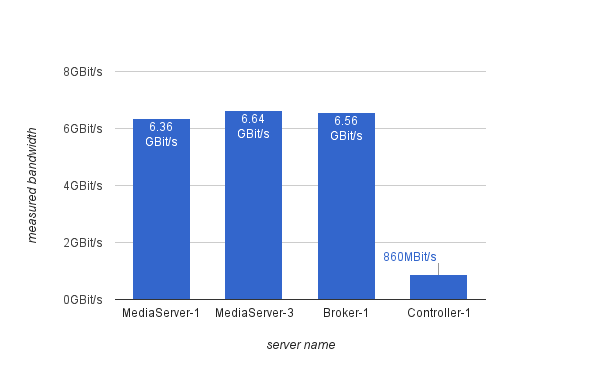 8GBit/s
6GBit/s
4GBit/s
2GBit/s
0GBit/s
measured bandwidth
6.36
GBit/s
6.64
GBit/s
6.56
GBit/s
860MBit/s
MediaServer-1
MediaServer-3
Broker-1
Controller-1
server name